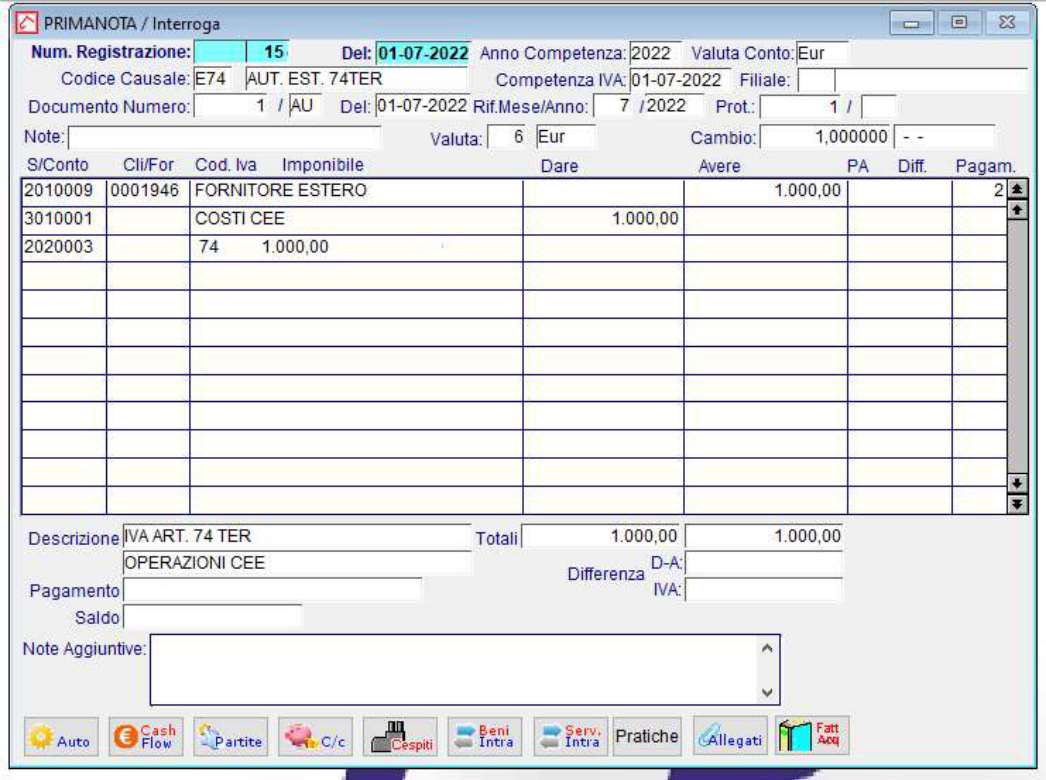 PRIMANOTA / Interroga
Num. Registrazione: 15 Del: 01-07-2022 Anno Competenza: 2022 Valuta Conto: Eur
Codice Causale: E74 AUT. EST. 74TER Competenza IVA: 01-07-2022 Filiale:
Documento Numero: 1 / AU Del: 01-07-2022 Rif.Mese/Anno: 7 / 2022 Prot.: 1 /
Note: Valuta: 6 Eur Cambio: 1,000000 - -
S/Conto Cli/For Cod. Iva Imponibile Dare Avere PA Diff. Pagam.
2010009 0001946 FORNITORE ESTERO 1.000,00 2
3010001 COSTI CEE 1.000,00
2020003 74 1.000,00
Descrizione IVA ART. 74 TER Totali 1.000,00 1.000,00
OPERAZIONI CEE Differenza D-A:
Pagamento IVA:
Saldo
Note Aggiuntive:
Auto Cash Flow Partite C/c Cespiti Beni Intra Serv. Intra Pratiche Allegati Fatt Acq